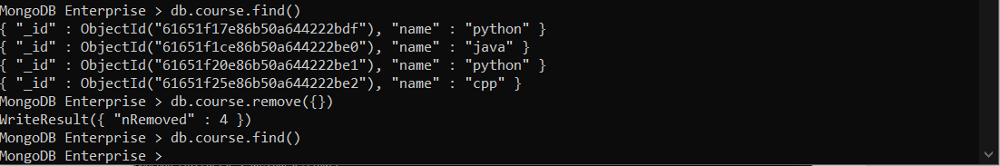 MongoDB Enterprise > db.course.find()
{ "_id" : ObjectId("61651f17e86b50a644222bdf"), "name" : "python" }
{ "_id" : ObjectId("61651f1ce86b50a644222be0"), "name" : "java" }
{ "_id" : ObjectId("61651f20e86b50a644222be1"), "name" : "python" }
{ "_id" : ObjectId("61651f25e86b50a644222be2"), "name" : "cpp" }
MongoDB Enterprise > db.course.remove({})
WriteResult({ "nRemoved" : 4 })
MongoDB Enterprise > db.course.find()
MongoDB Enterprise >